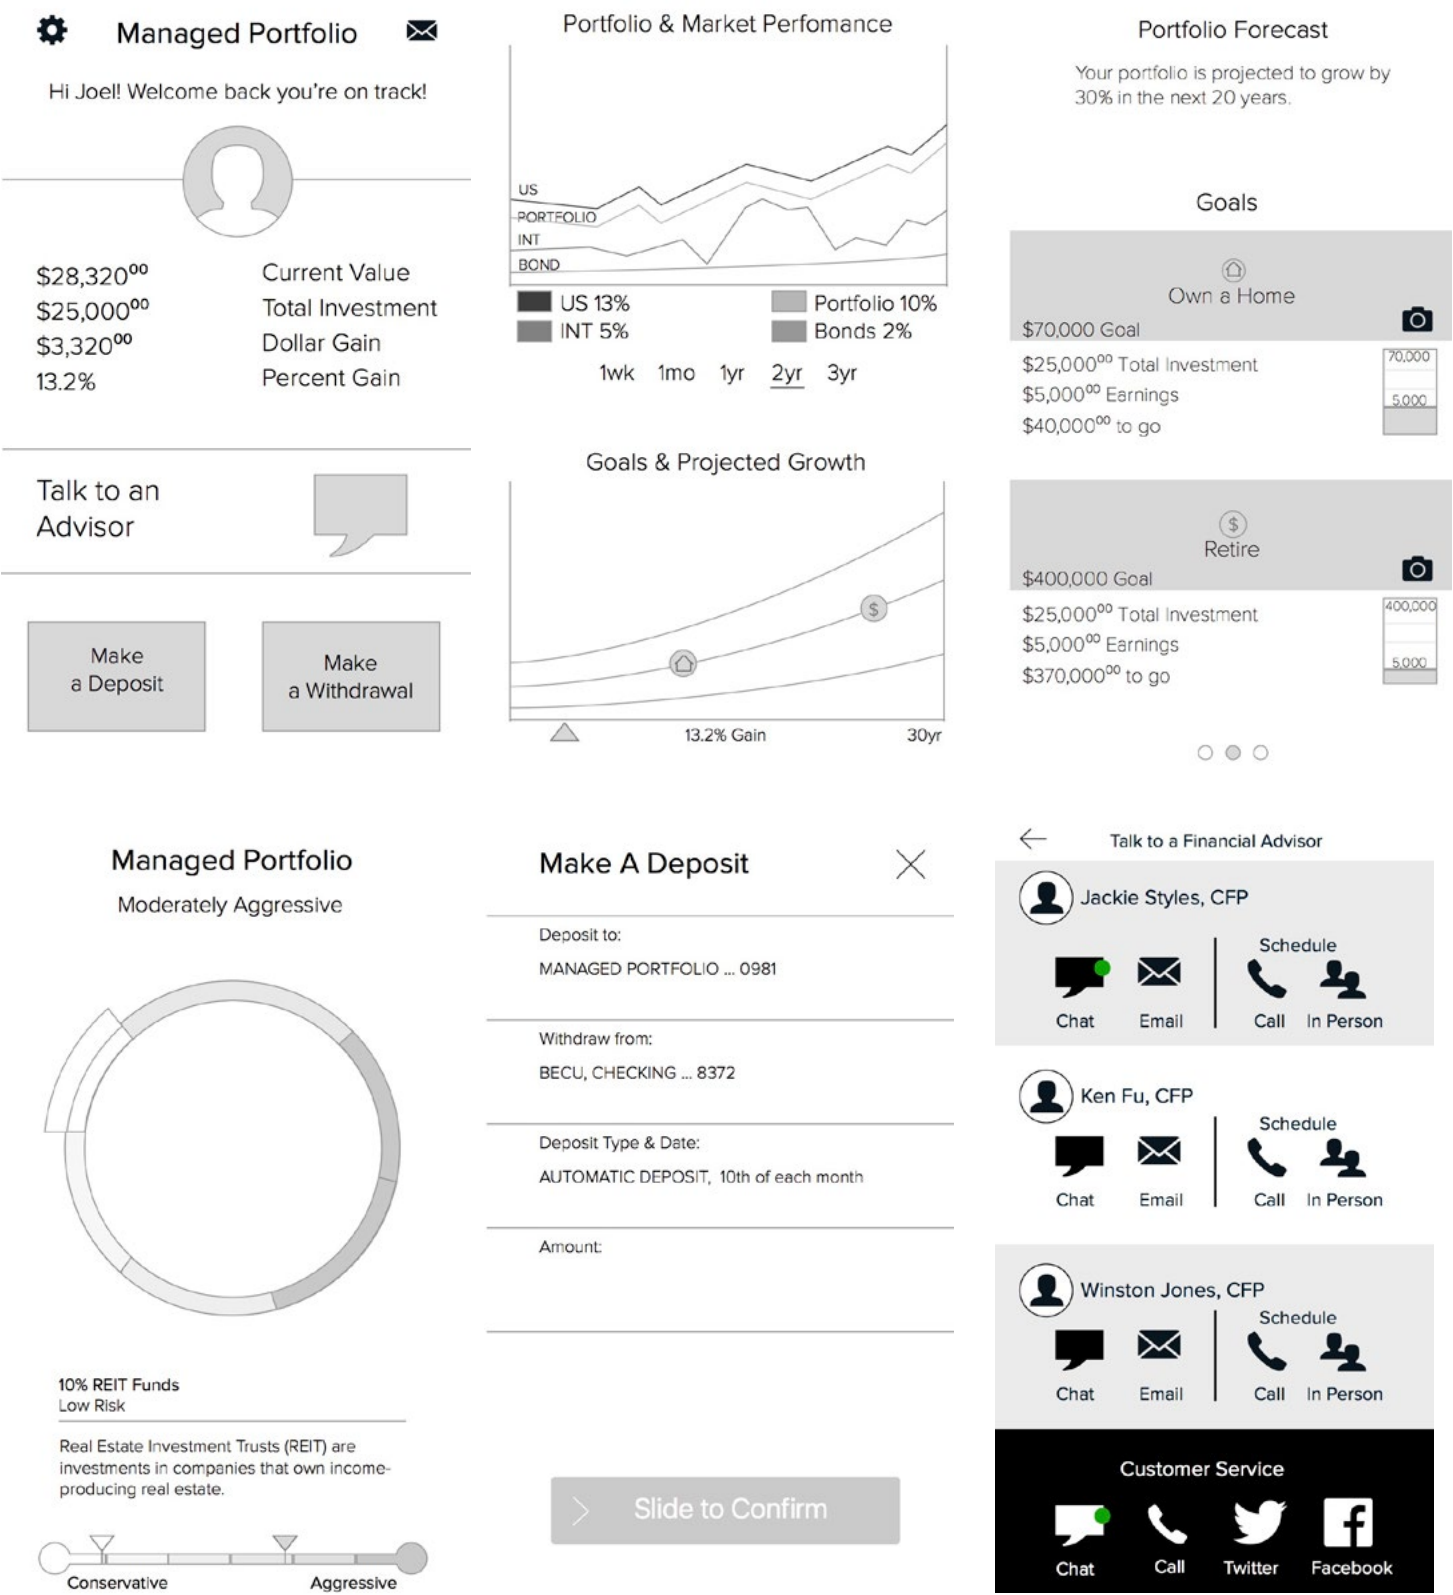 Managed Portfolio
Hi Joel! Welcome back you're on track!
$28,320⁰⁰ Current Value
$25,000⁰⁰ Total Investment
$3,320⁰⁰ Dollar Gain
13.2% Percent Gain
Talk to an
Advisor
Make
a Deposit
Make
a Withdrawal
Portfolio & Market Perfomance
US
PORTFOLIO
INT
BOND
US 13% Portfolio 10%
INT 5% Bonds 2%
1wk 1mo 1yr 2yr 3yr
Goals & Projected Growth
$
13.2% Gain 30yr
Portfolio Forecast
Your portfolio is projected to grow by
30% in the next 20 years.
Goals
Own a Home
$70,000 Goal
$25,000⁰⁰ Total Investment
$5,000⁰⁰ Earnings
$40,000⁰⁰ to go
70,000
5,000
$
Retire
$400,000 Goal
$25,000⁰⁰ Total Investment
$5,000⁰⁰ Earnings
$370,000⁰⁰ to go
400,000
5,000
Managed Portfolio
Moderately Aggressive
10% REIT Funds
Low Risk
Real Estate Investment Trusts (REIT) are
investments in companies that own income-
producing real estate.
Conservative Aggressive
Make A Deposit
Deposit to:
MANAGED PORTFOLIO ... 0981
Withdraw from:
BECU, CHECKING ... 8372
Deposit Type & Date:
AUTOMATIC DEPOSIT, 10th of each month
Amount:
Slide to Confirm
Talk to a Financial Advisor
Jackie Styles, CFP
Schedule
Chat Email Call In Person
Ken Fu, CFP
Schedule
Chat Email Call In Person
Winston Jones, CFP
Schedule
Chat Email Call In Person
Customer Service
Chat Call Twitter Facebook